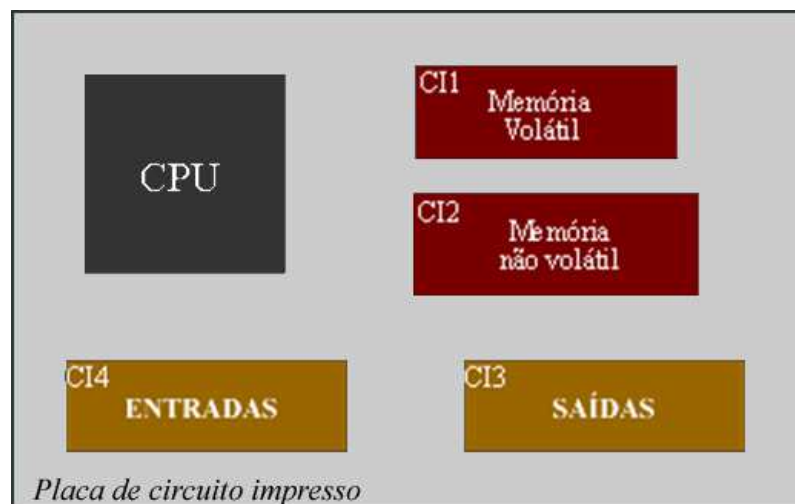 CPU
CI1
Memória
Volátil
CI2
Memória
não volátil
CI4
ENTRADAS
CI3
SAÍDAS
Placa de circuito impresso